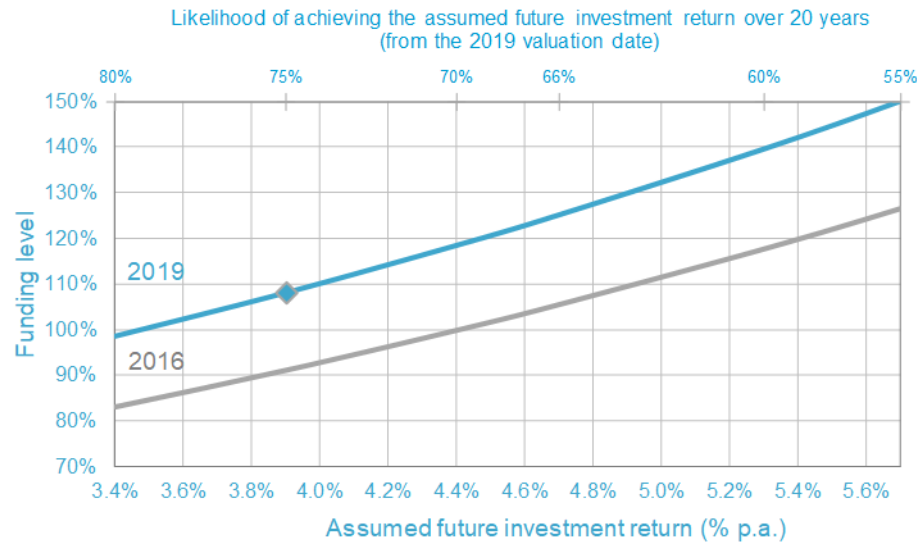 Likelihood of achieving the assumed future investment return over 20 years
(from the 2019 valuation date)
80% 75% 70% 66% 60% 55%
150%
140%
130%
120%
110%
100%
90%
80%
70%
Funding level
2019
2016
3.4% 3.6% 3.8% 4.0% 4.2% 4.4% 4.6% 4.8% 5.0% 5.2% 5.4% 5.6%
Assumed future investment return (% p.a.)